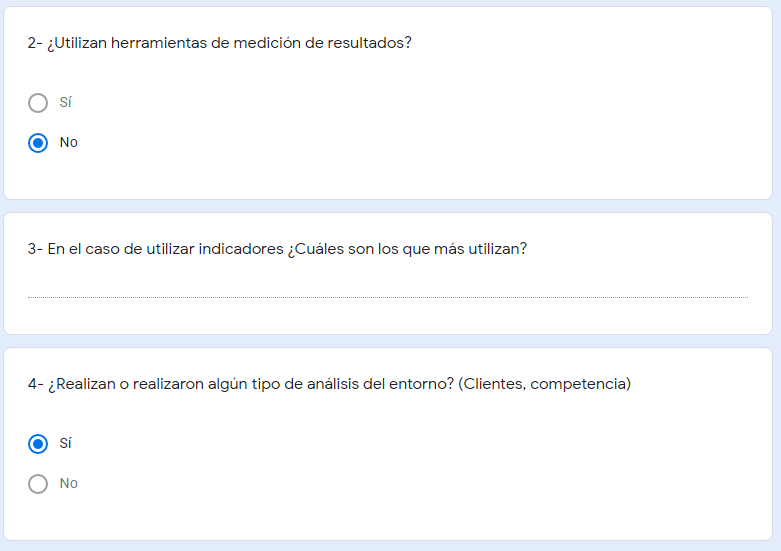 2- ¿Utilizan herramientas de medición de resultados?
Sí
No
3- En el caso de utilizar indicadores ¿Cuáles son los que más utilizan?
4- ¿Realizan o realizaron algún tipo de análisis del entorno? (Clientes, competencia)
Sí
No